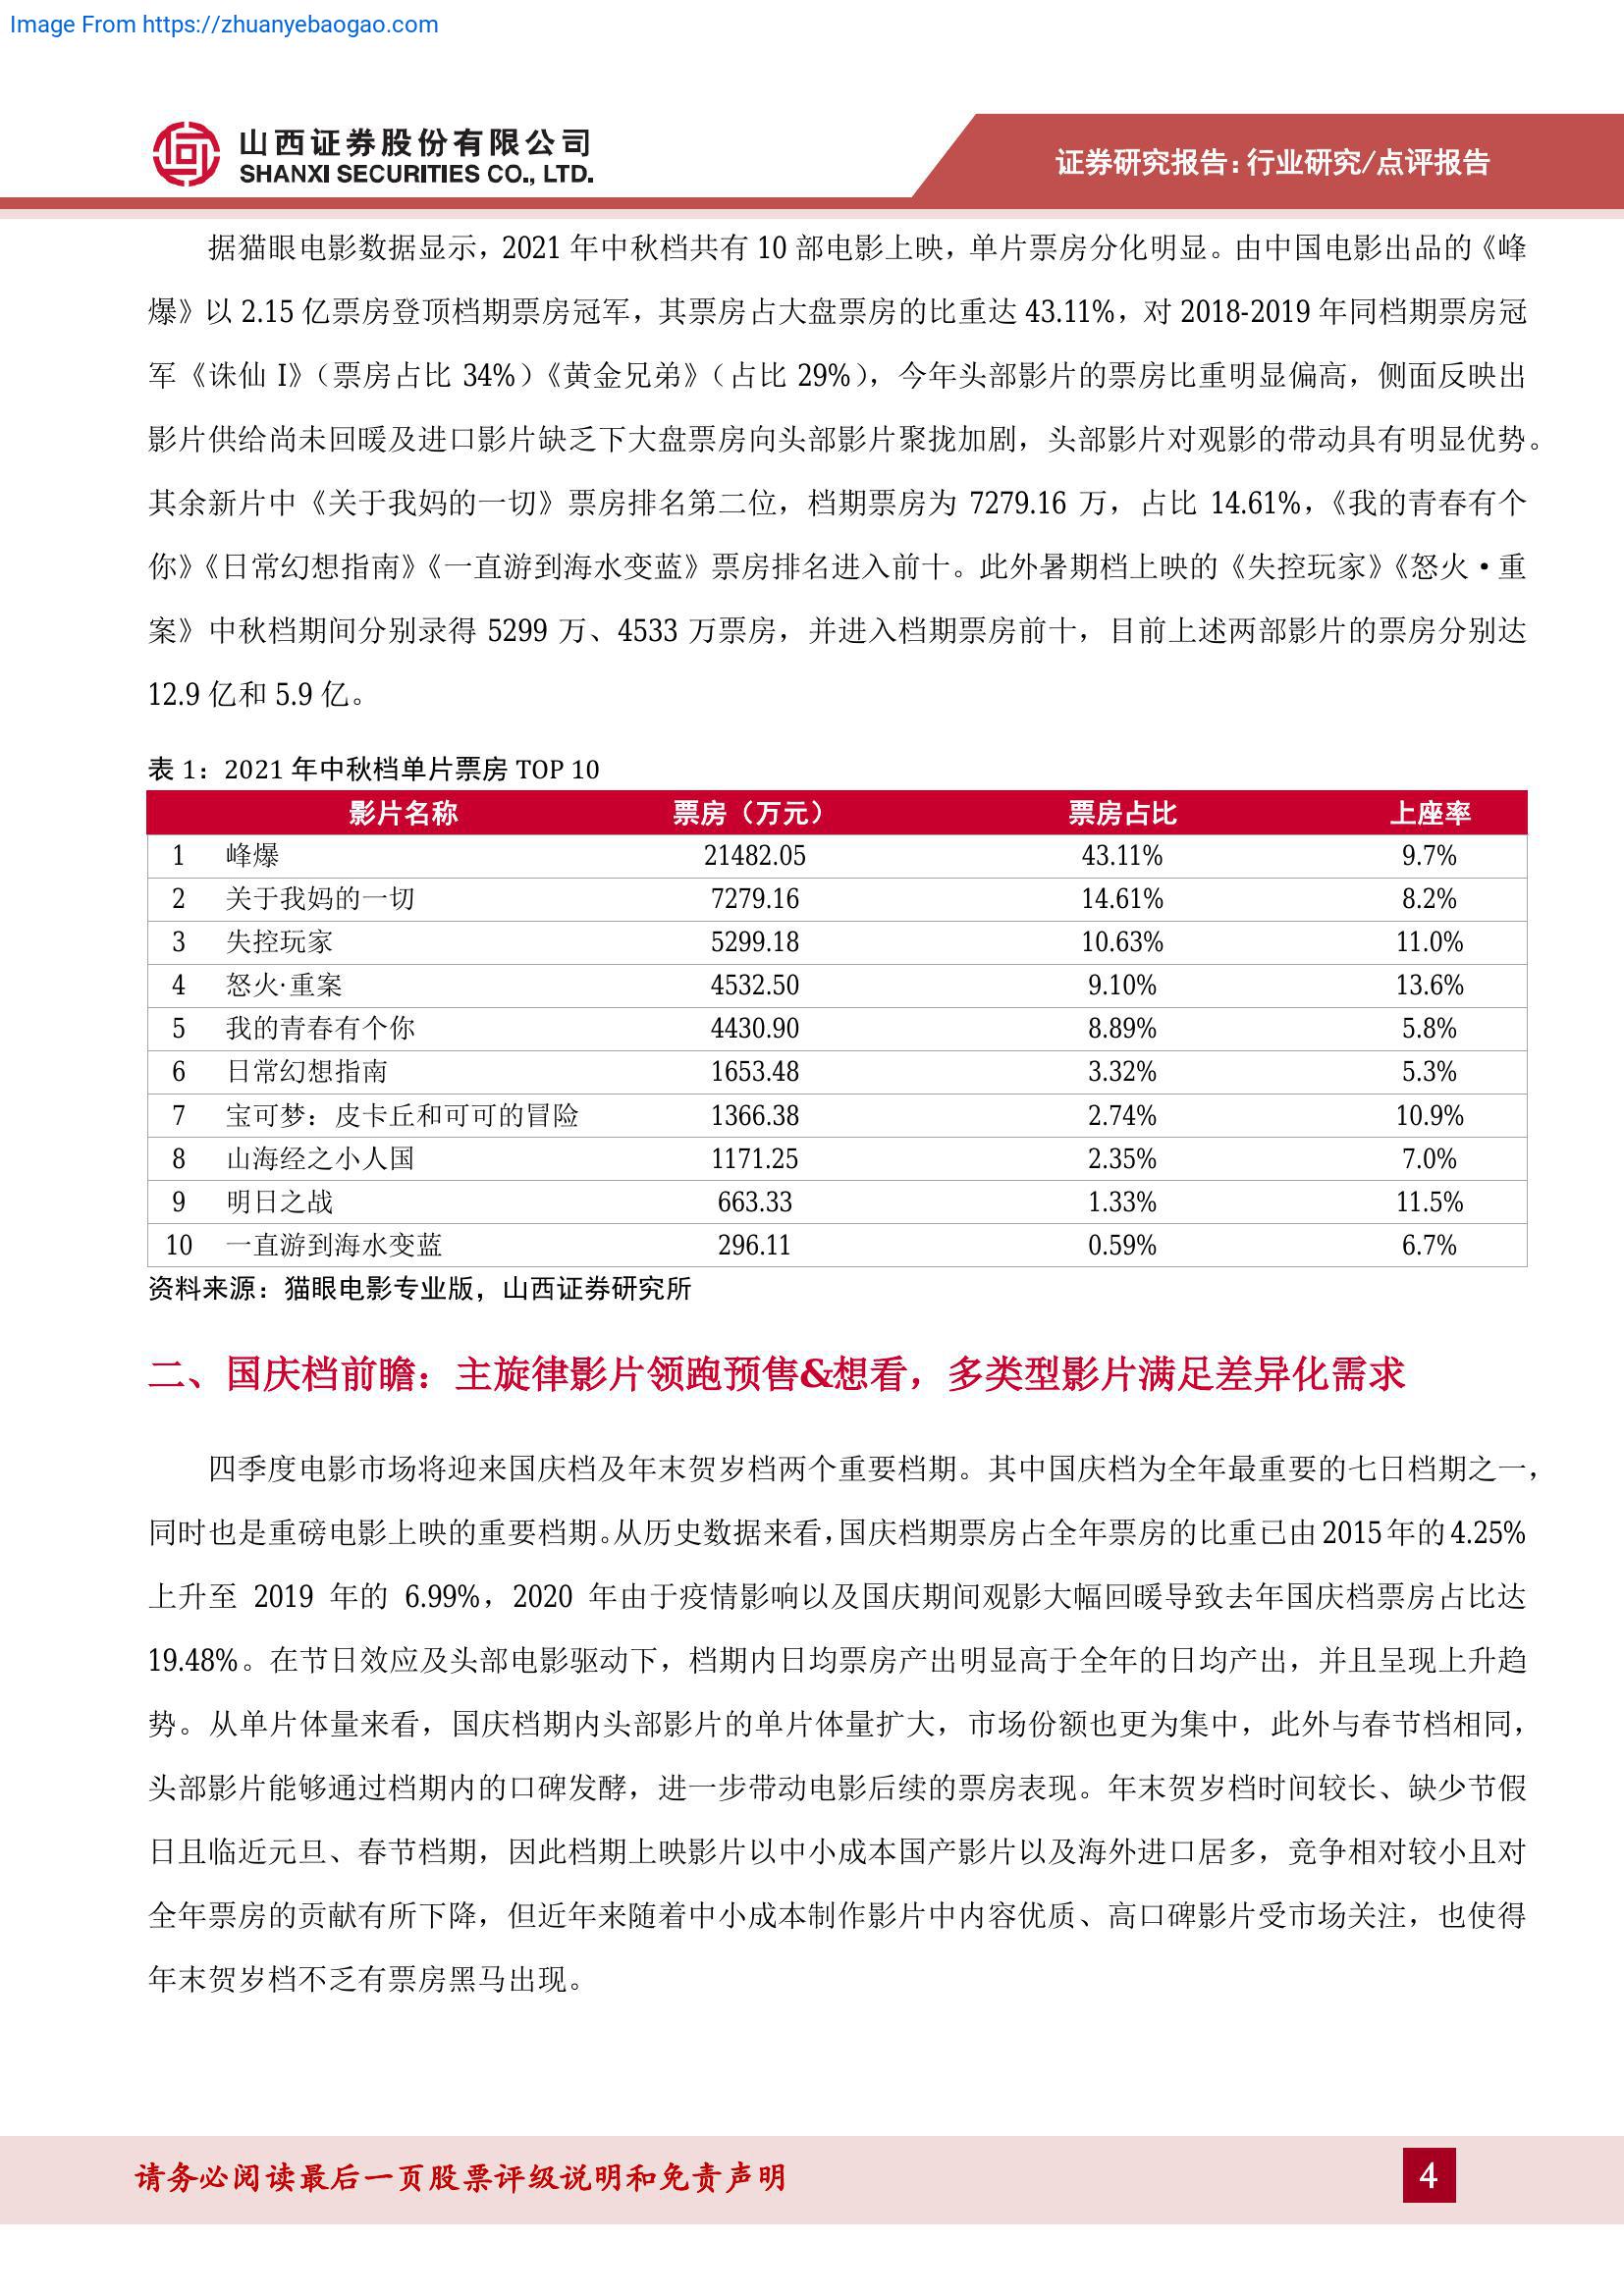 Image From https://zhuanyebaogao.com
山西证券股份有限公司
SHANXI SECURITIES CO., LTD.
证券研究报告:行业研究/点评报告
据猫眼电影数据显示，2021 年中秋档共有 10 部电影上映，单片票房分化明显。由中国电影出品的《峰
爆》以 2.15 亿票房登顶档期票房冠军，其票房占大盘票房的比重达 43.11%，对 2018-2019 年同档期票房冠
军《诛仙 I》（票房占比 34%）《黄金兄弟》（占比 29%），今年头部影片的票房比重明显偏高，侧面反映出
影片供给尚未回暖及进口影片缺乏下大盘票房向头部影片聚拢加剧，头部影片对观影的带动具有明显优势。
其余新片中《关于我妈的一切》票房排名第二位，档期票房为 7279.16 万，占比 14.61%，《我的青春有个
你》《日常幻想指南》《一直游到海水变蓝》票房排名进入前十。此外暑期档上映的《失控玩家》《怒火·重
案》中秋档期间分别录得 5299 万、4533 万票房，并进入档期票房前十，目前上述两部影片的票房分别达
12.9 亿和 5.9 亿。
表 1：2021 年中秋档单片票房 TOP 10
影片名称 票房（万元） 票房占比 上座率
1 峰爆 21482.05 43.11% 9.7%
2 关于我妈的一切 7279.16 14.61% 8.2%
3 失控玩家 5299.18 10.63% 11.0%
4 怒火·重案 4532.50 9.10% 13.6%
5 我的青春有个你 4430.90 8.89% 5.8%
6 日常幻想指南 1653.48 3.32% 5.3%
7 宝可梦：皮卡丘和可可的冒险 1366.38 2.74% 10.9%
8 山海经之小人国 1171.25 2.35% 7.0%
9 明日之战 663.33 1.33% 11.5%
10 一直游到海水变蓝 296.11 0.59% 6.7%
资料来源：猫眼电影专业版，山西证券研究所
二、国庆档前瞻：主旋律影片领跑预售&想看，多类型影片满足差异化需求
四季度电影市场将迎来国庆档及年末贺岁档两个重要档期。其中国庆档为全年最重要的七日档期之一，
同时也是重磅电影上映的重要档期。从历史数据来看，国庆档期票房占全年票房的比重已由 2015 年的 4.25%
上升至 2019 年的 6.99%，2020 年由于疫情影响以及国庆期间观影大幅回暖导致去年国庆档票房占比达
19.48%。在节日效应及头部电影驱动下，档期内日均票房产出明显高于全年的日均产出，并且呈现上升趋
势。从单片体量来看，国庆档期内头部影片的单片体量扩大，市场份额也更为集中，此外与春节档相同，
头部影片能够通过档期内的口碑发酵，进一步带动电影后续的票房表现。年末贺岁档时间较长、缺少节假
日且临近元旦、春节档期，因此档期上映影片以中小成本国产影片以及海外进口居多，竞争相对较小且对
全年票房的贡献有所下降，但近年来随着中小成本制作影片中内容优质、高口碑影片受市场关注，也使得
年末贺岁档不乏有票房黑马出现。
请务必阅读最后一页股票评级说明和免责声明
4